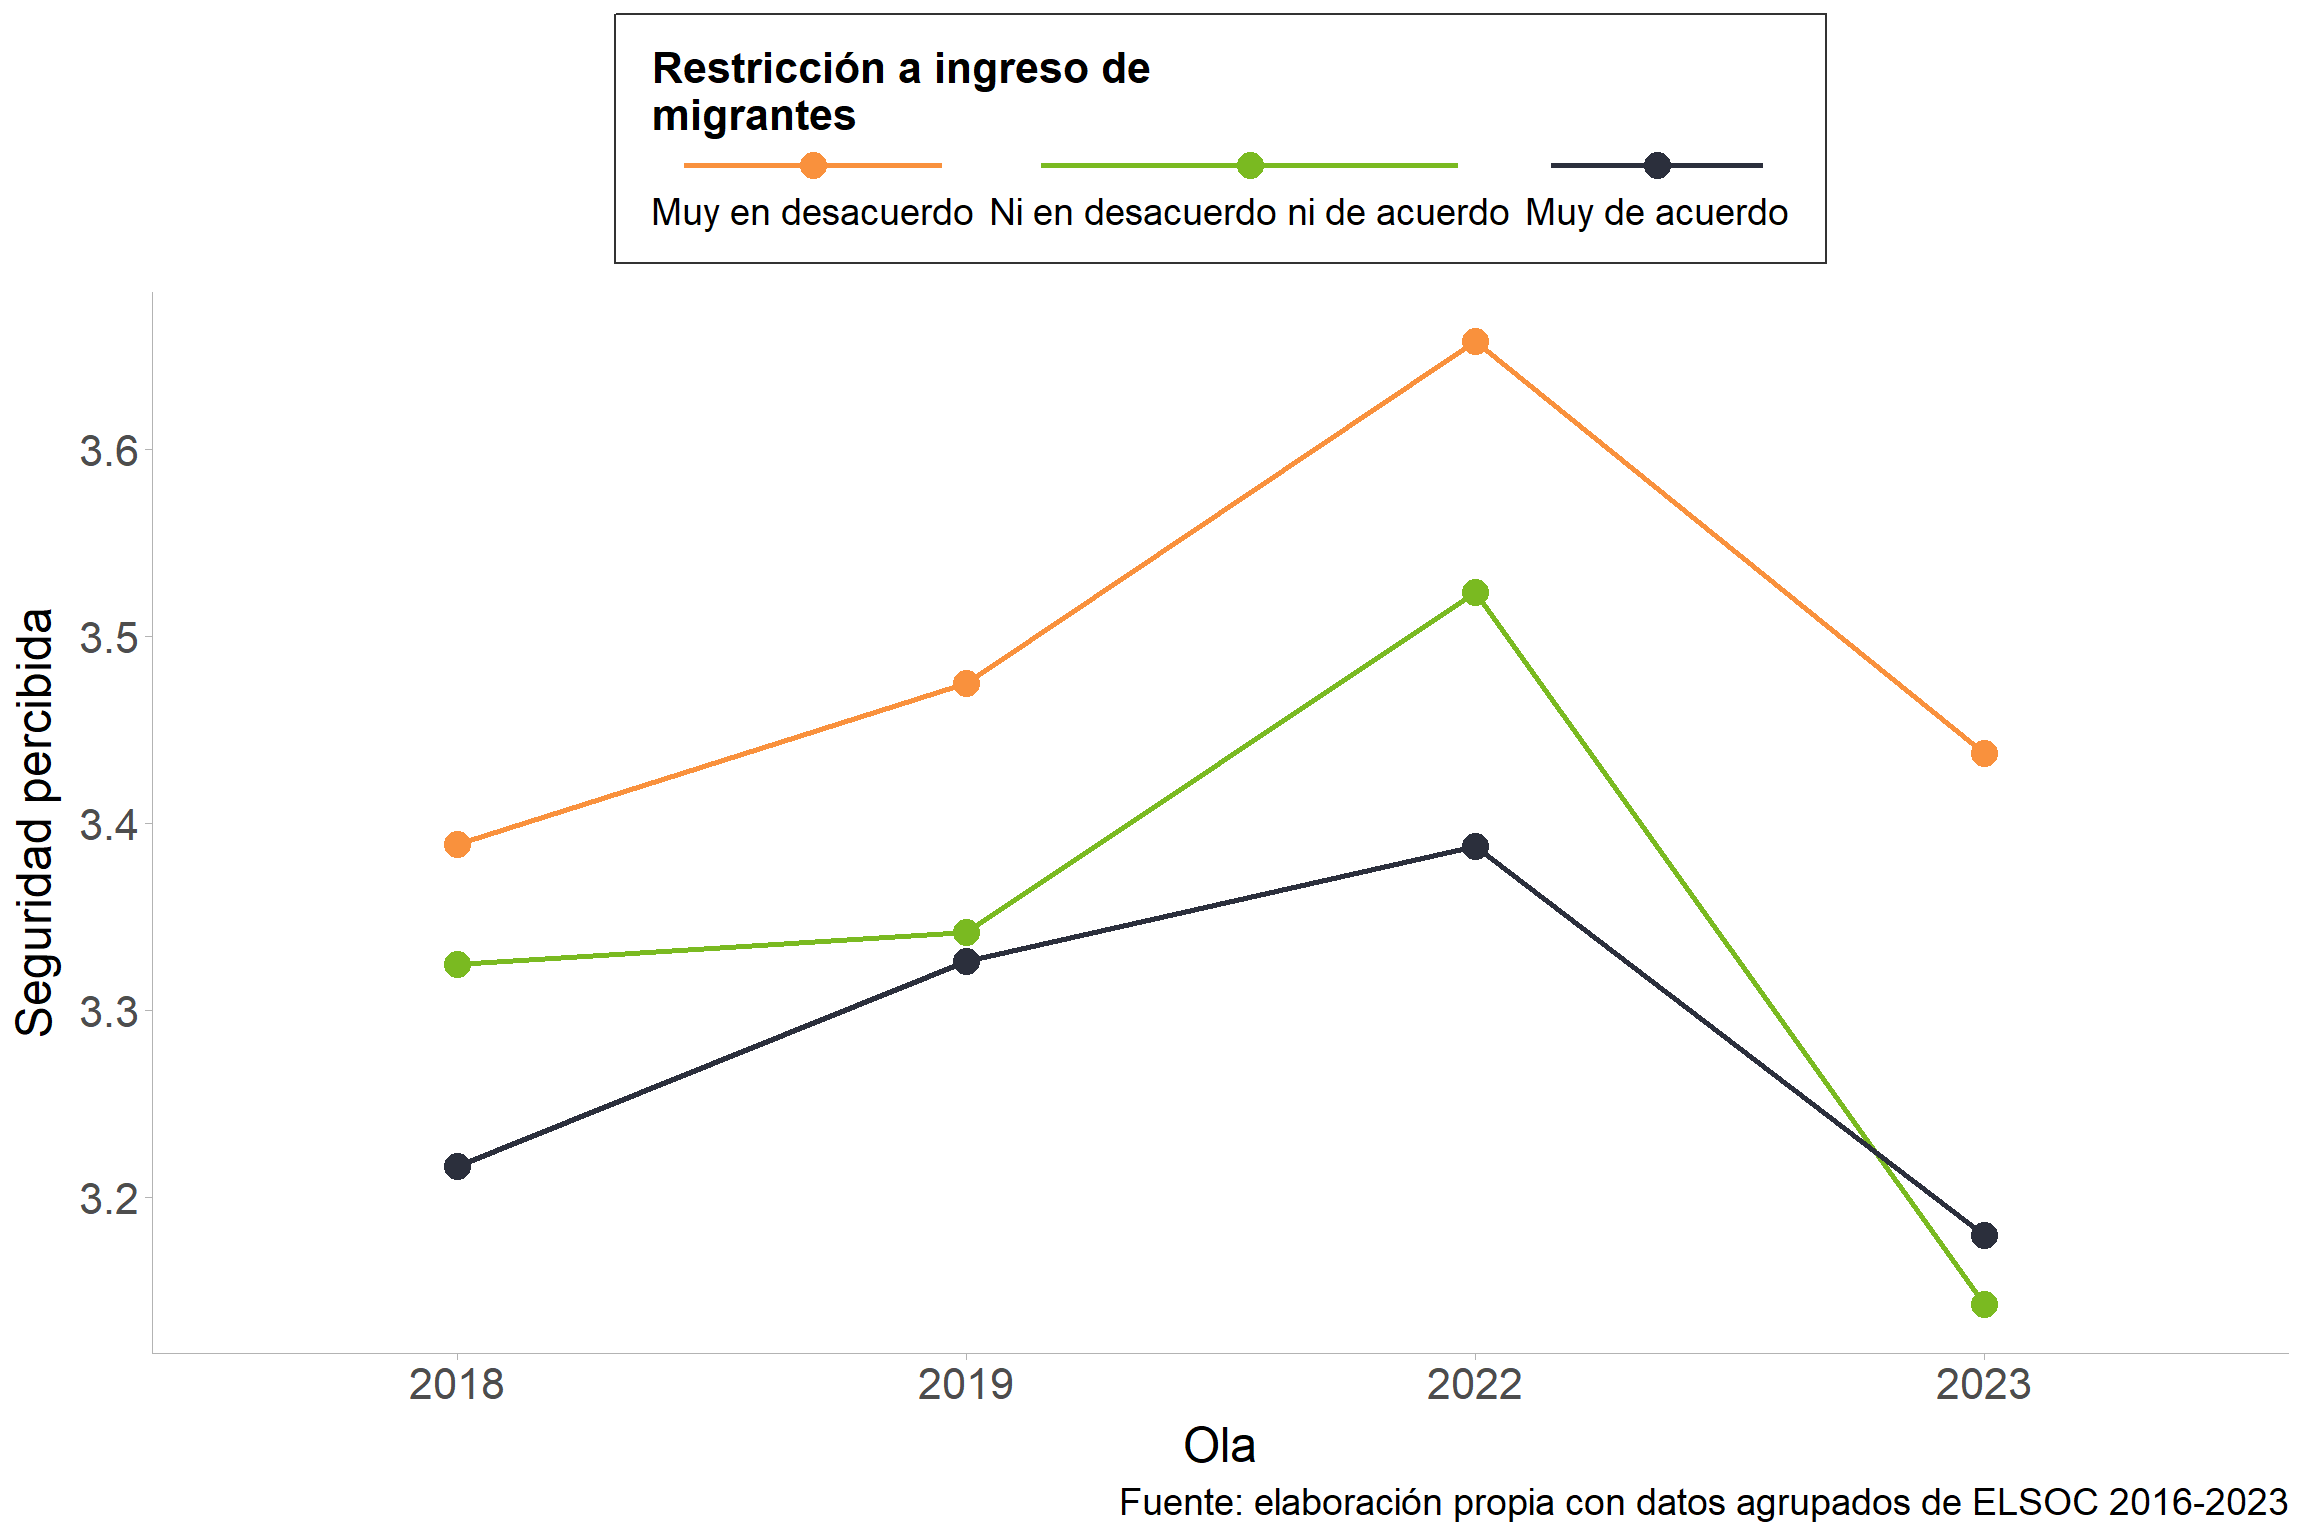 Restricción a ingreso de
migrantes
Muy en desacuerdo Ni en desacuerdo ni de acuerdo Muy de acuerdo
Seguridad percibida
3.6
3.5
3.4
3.3
3.2
2018 2019 2022 2023
Ola
Fuente: elaboración propia con datos agrupados de ELSOC 2016-2023